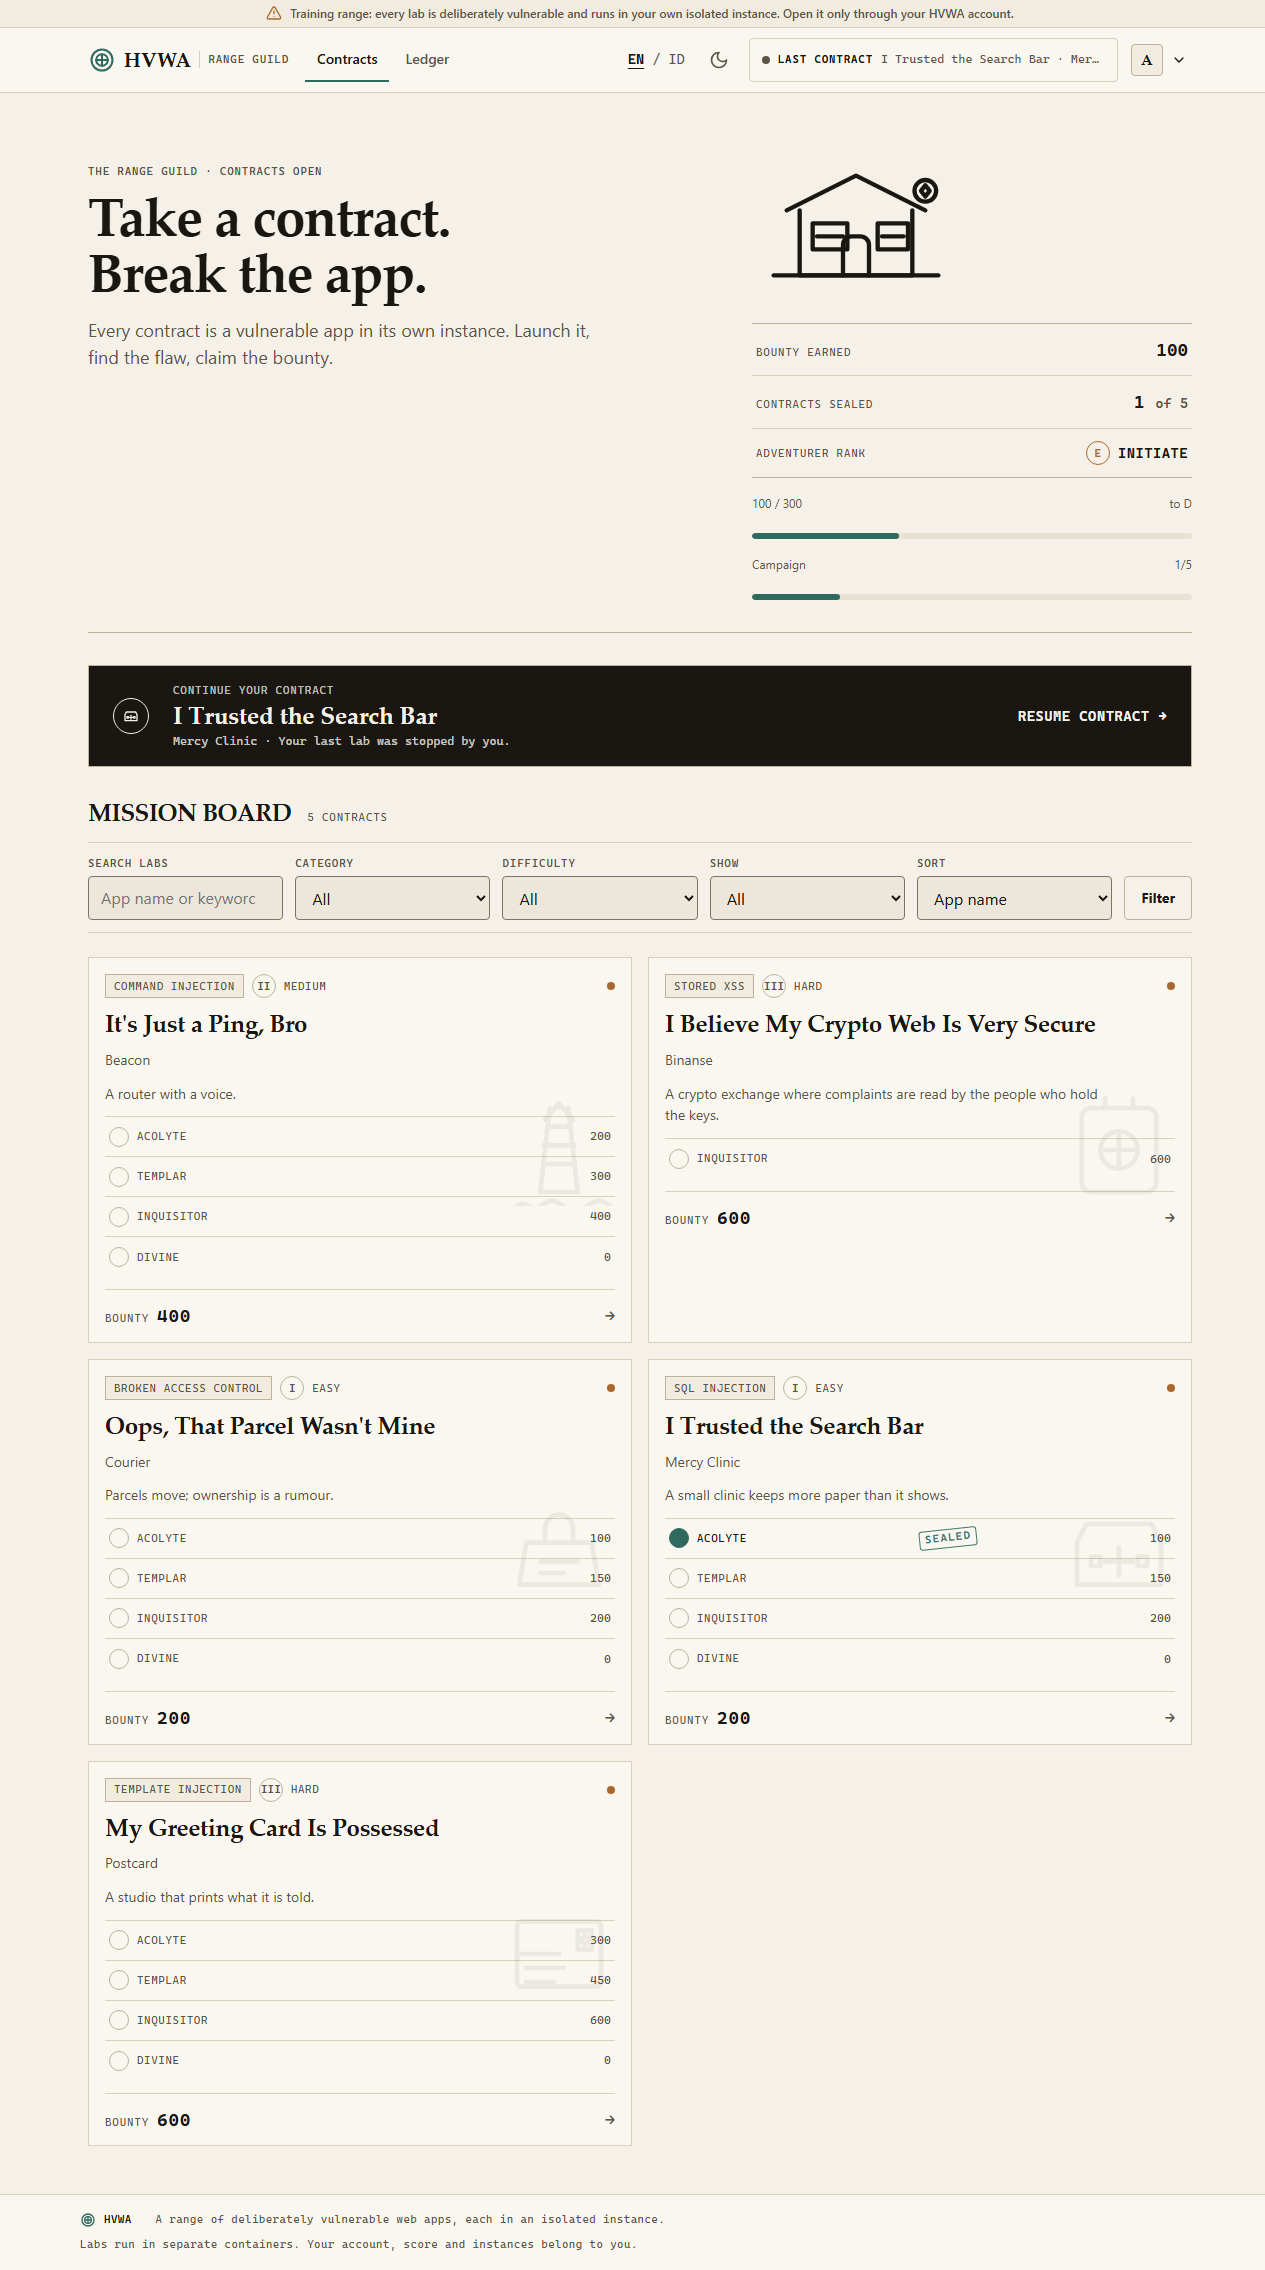 Training range: every lab is deliberately vulnerable and runs in your own isolated instance. Open it only through your HVWA account.
HVWA RANGE GUILD Contracts Ledger EN / ID LAST CONTRACT I Trusted the Search Bar · Mer… A
THE RANGE GUILD · CONTRACTS OPEN
Take a contract.
Break the app.
Every contract is a vulnerable app in its own instance. Launch it,
find the flaw, claim the bounty.
BOUNTY EARNED 100
CONTRACTS SEALED 1 of 5
ADVENTURER RANK E INITIATE
100 / 300 to D
Campaign 1/5
CONTINUE YOUR CONTRACT
I Trusted the Search Bar
Mercy Clinic · Your last lab was stopped by you.
RESUME CONTRACT →
MISSION BOARD 5 CONTRACTS
SEARCH LABS CATEGORY DIFFICULTY SHOW SORT
App name or keyworc All All All App name Filter
COMMAND INJECTION II MEDIUM
It's Just a Ping, Bro
Beacon
A router with a voice.
ACOLYTE 200
TEMPLAR 300
INQUISITOR 400
DIVINE 0
BOUNTY 400 →
STORED XSS III HARD
I Believe My Crypto Web Is Very Secure
Binanse
A crypto exchange where complaints are read by the people who hold
the keys.
INQUISITOR 600
BOUNTY 600 →
BROKEN ACCESS CONTROL I EASY
Oops, That Parcel Wasn't Mine
Courier
Parcels move; ownership is a rumour.
ACOLYTE 100
TEMPLAR 150
INQUISITOR 200
DIVINE 0
BOUNTY 200 →
SQL INJECTION I EASY
I Trusted the Search Bar
Mercy Clinic
A small clinic keeps more paper than it shows.
ACOLYTE SEALED 100
TEMPLAR 150
INQUISITOR 200
DIVINE 0
BOUNTY 200 →
TEMPLATE INJECTION III HARD
My Greeting Card Is Possessed
Postcard
A studio that prints what it is told.
ACOLYTE 300
TEMPLAR 450
INQUISITOR 600
DIVINE 0
BOUNTY 600 →
HVWA A range of deliberately vulnerable web apps, each in an isolated instance.
Labs run in separate containers. Your account, score and instances belong to you.